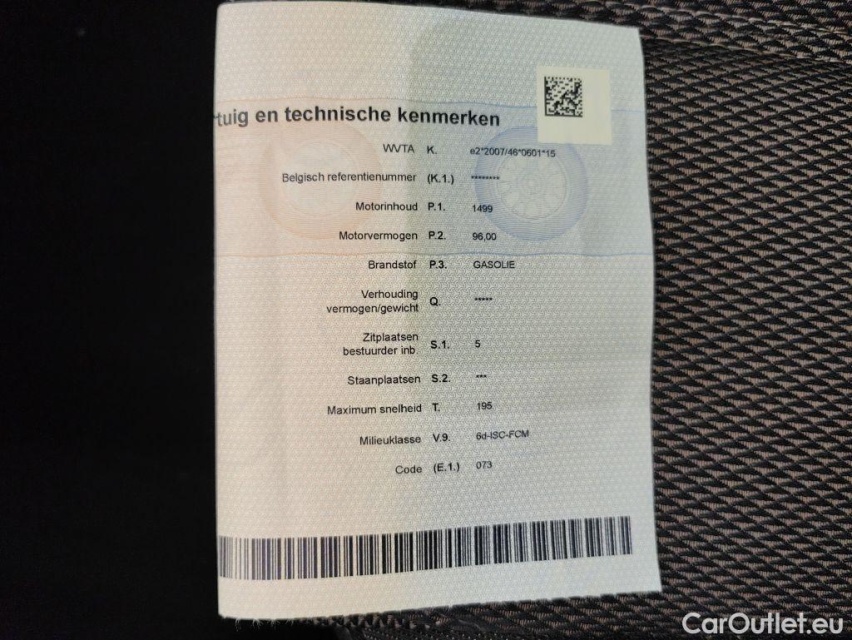 tuig en technische kenmerken
WVTA K. e2*2007/46*0601*15
Belgisch referentienummer (K.1.) ********
Motorinhoud P.1. 1499
Motorvermogen P.2. 96,00
Brandstof P.3. GASOLIE
Verhouding
vermogen/gewicht Q. *****
Zitplaatsen
bestuurder inb. S.1. 5
Staanplaatsen S.2. ***
Maximum snelheid T. 195
Milieuklasse V.9. 6d-ISC-FCM
Code (E.1.) 073
CarOutlet.eu